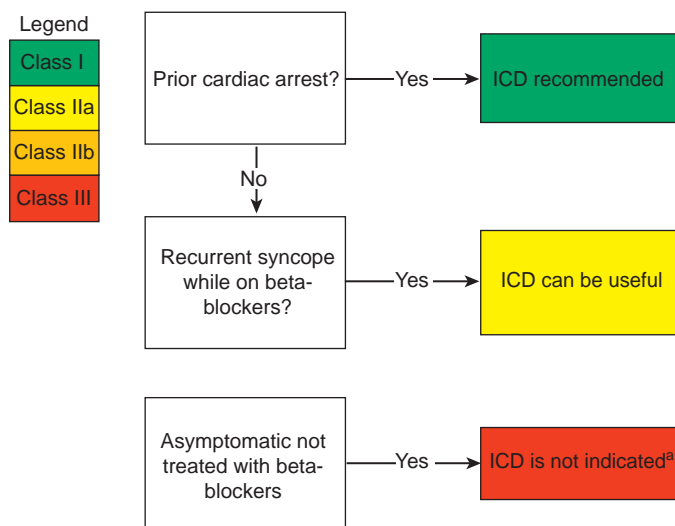 Legend
Class I
Class IIa
Class IIb
Class III
Prior cardiac arrest?
Yes
ICD recommended
No
Recurrent syncope
while on beta-
blockers?
Yes
ICD can be useful
Asymptomatic not
treated with beta-
blockers
Yes
ICD is not indicatedᵃ